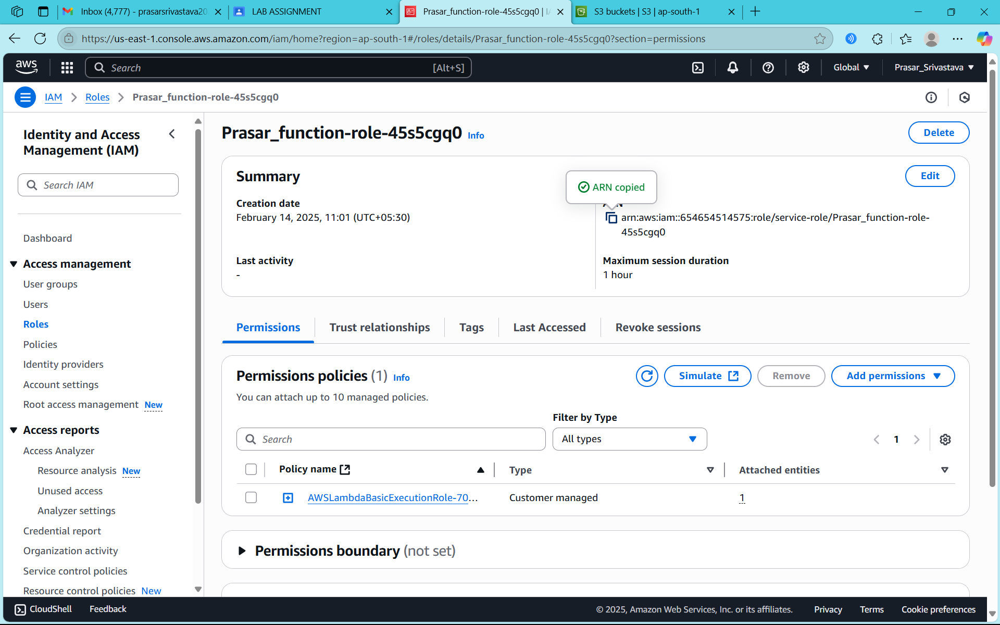 Inbox (4,777) - prasarsrivastava20
LAB ASSIGNMENT
Prasar_function-role-45s5cgq0 | IA
S3 buckets | S3 | ap-south-1
https://us-east-1.console.aws.amazon.com/iam/home?region=ap-south-1#/roles/details/Prasar_function-role-45s5cgq0?section=permissions
aws
Search
[Alt+S]
Global
Prasar_Srivastava
IAM
Roles
Prasar_function-role-45s5cgq0
Identity and Access
Management (IAM)
Search IAM
Dashboard
Access management
User groups
Users
Roles
Policies
Identity providers
Account settings
Root access management New
Access reports
Access Analyzer
Resource analysis New
Unused access
Analyzer settings
Credential report
Organization activity
Service control policies
Resource control policies New
Prasar_function-role-45s5cgq0 Info
Delete
Summary
Edit
ARN copied
Creation date
February 14, 2025, 11:01 (UTC+05:30)
arn:aws:iam::654654514575:role/service-role/Prasar_function-role-
45s5cgq0
Last activity
-
Maximum session duration
1 hour
Permissions
Trust relationships
Tags
Last Accessed
Revoke sessions
Permissions policies (1) Info
You can attach up to 10 managed policies.
Simulate
Remove
Add permissions
Filter by Type
Search
All types
1
Policy name
Type
Attached entities
AWSLambdaBasicExecutionRole-70...
Customer managed
1
Permissions boundary (not set)
CloudShell
Feedback
© 2025, Amazon Web Services, Inc. or its affiliates.
Privacy
Terms
Cookie preferences